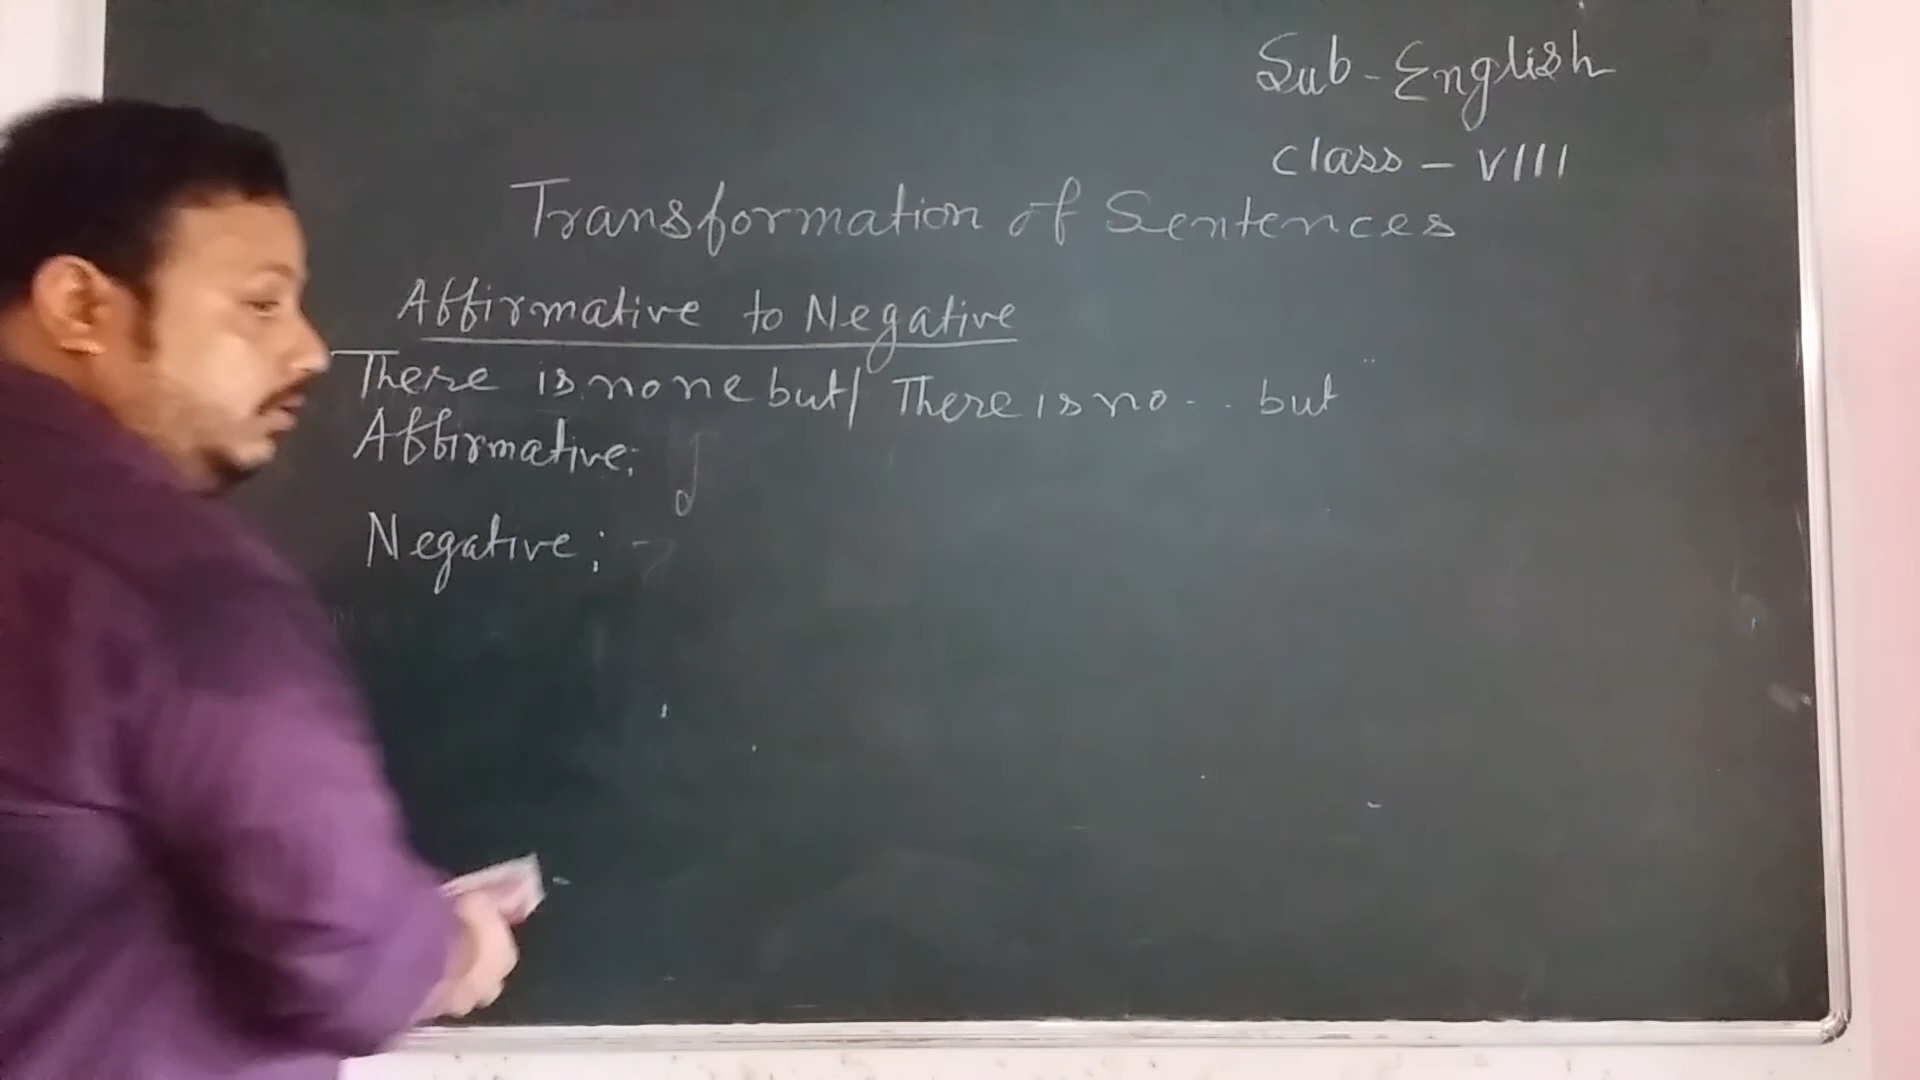 Sub - English
Class - VIII
Transformation of Sentences
Affirmative to Negative
There is none but / There is no ... but
Affirmative:
Negative: